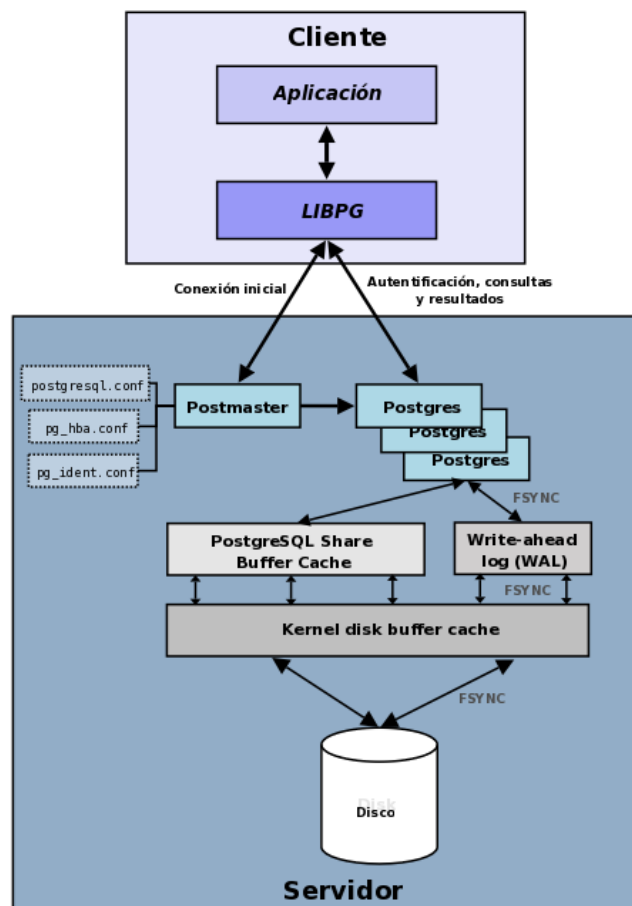 Cliente
Aplicación
LIBPG
Conexión inicial
Autentificación, consultas
y resultados
postgresql.conf
pg_hba.conf
pg_ident.conf
Postmaster
Postgres
Postgres
Postgres
FSYNC
PostgreSQL Share
Buffer Cache
Write-ahead
log (WAL)
FSYNC
Kernel disk buffer cache
FSYNC
Disk
Disco
Servidor